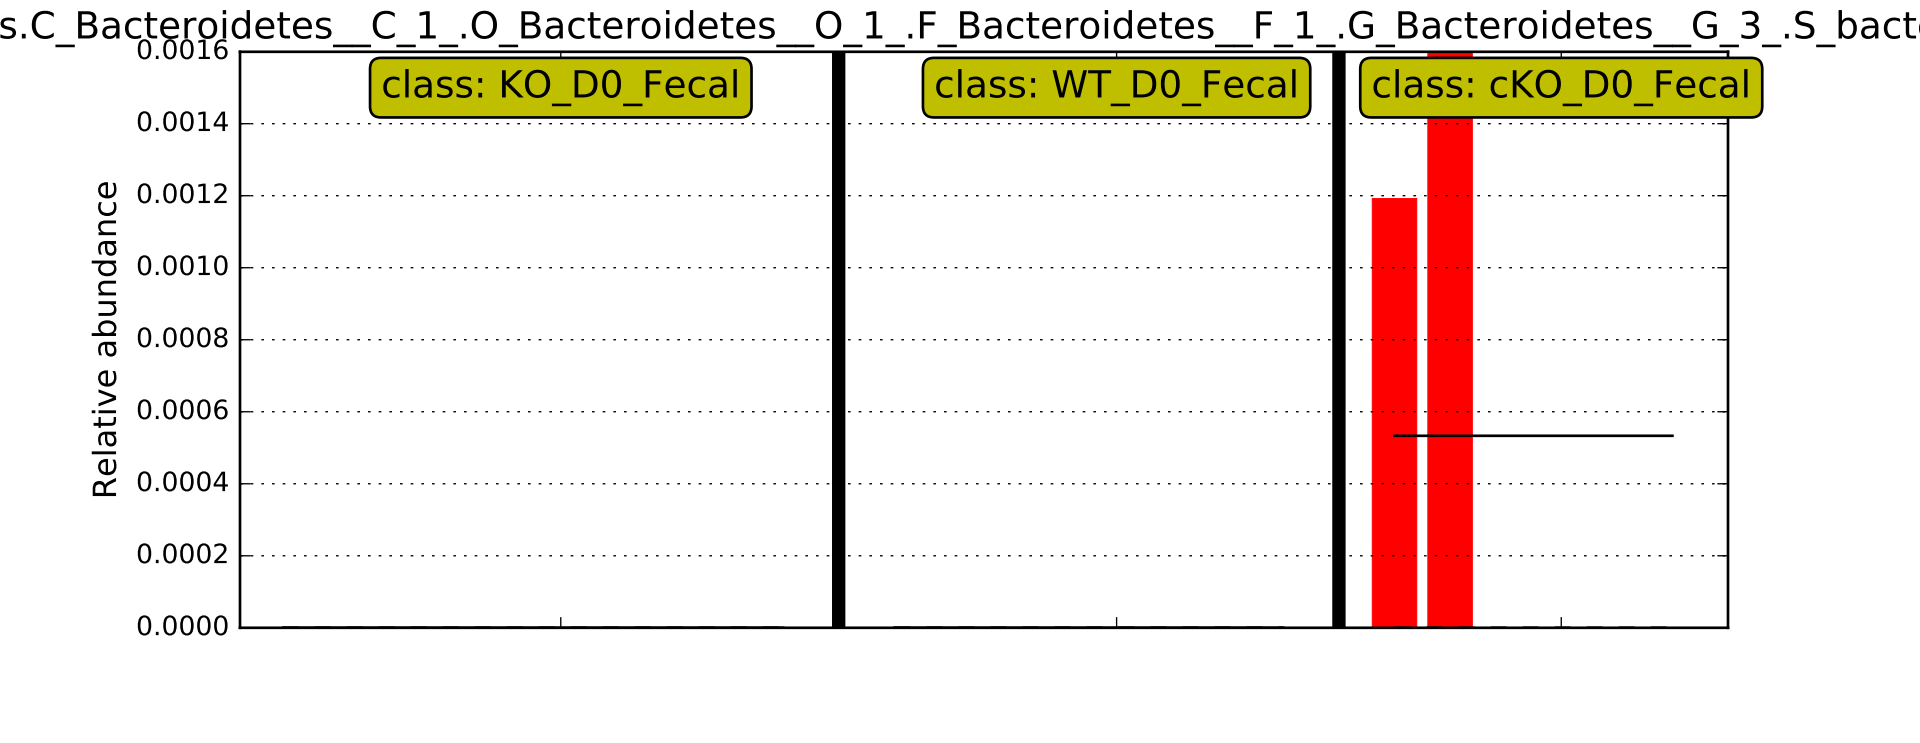 s.C_Bacteroidetes__C_1_.O_Bacteroidetes__O_1_.F_Bacteroidetes__F_1_.G_Bacteroidetes__G_3_.S_bact
class: KO_D0_Fecal
class: WT_D0_Fecal
class: cKO_D0_Fecal
Relative abundance
0.0016
0.0014
0.0012
0.0010
0.0008
0.0006
0.0004
0.0002
0.0000